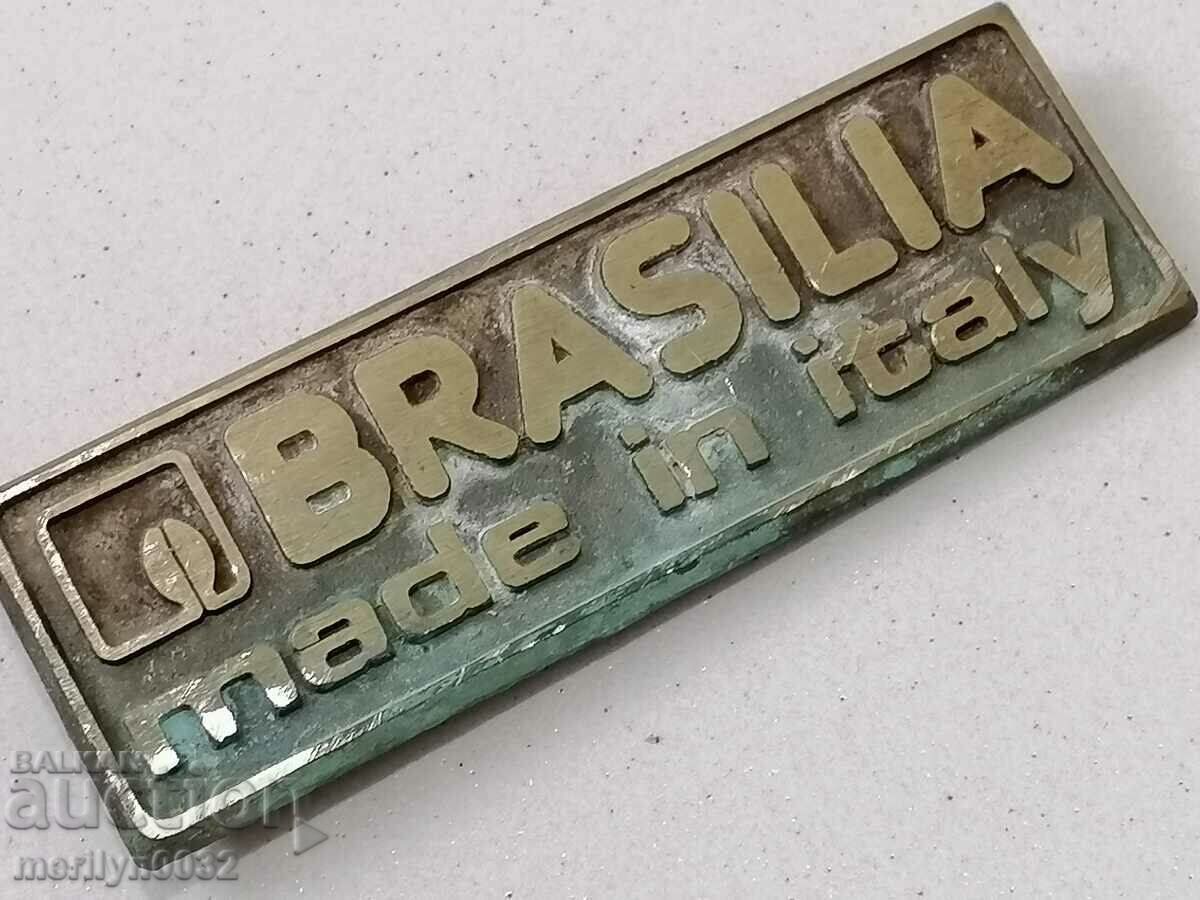 BRASILIA
made in italy
BALKAN
auction
merilyn0032